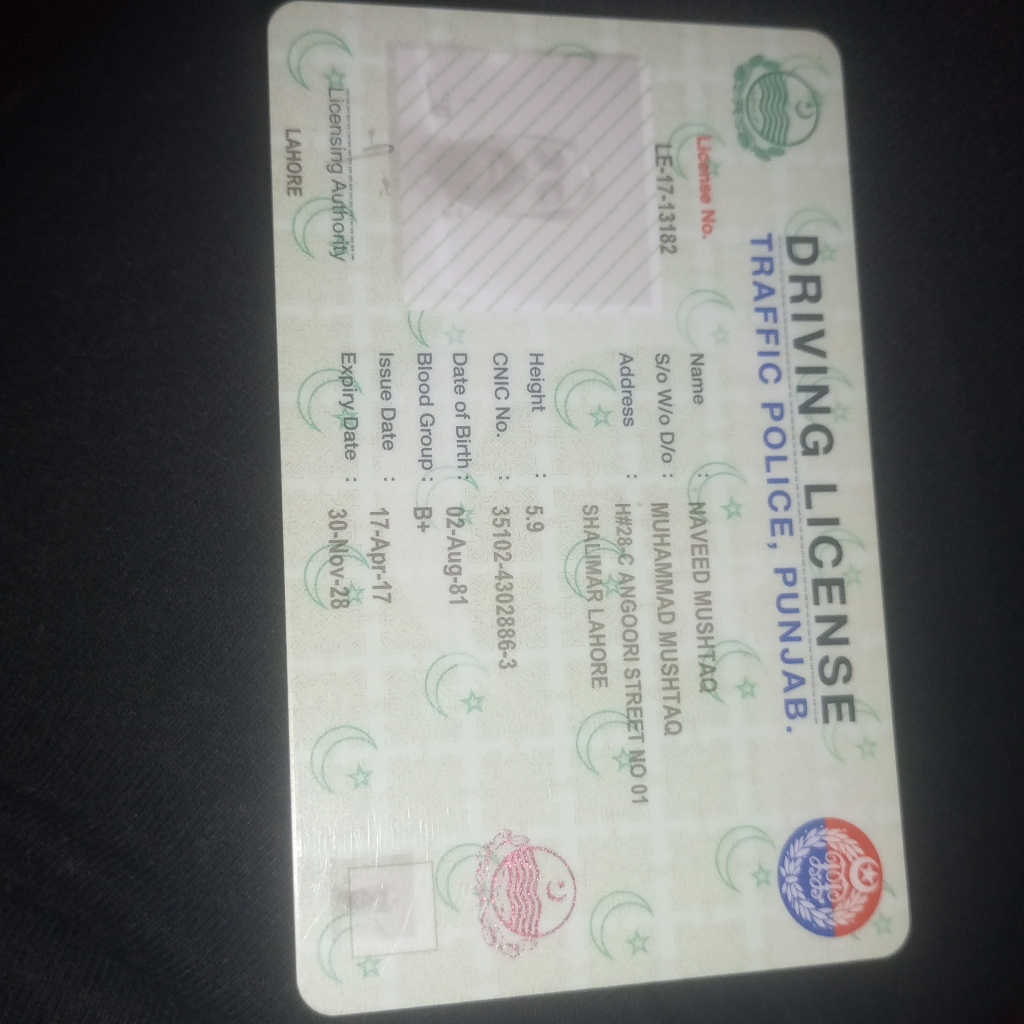 DRIVING LICENSE
TRAFFIC POLICE, PUNJAB.
License No.
LE-17-13182
Name : NAVEED MUSHTAQ
S/o W/o D/o : MUHAMMAD MUSHTAQ
Address : H#28-C ANGOORI STREET NO 01
SHALIMAR LAHORE
Height : 5.9
CNIC No. : 35102-4302886-3
Date of Birth : 02-Aug-81
Blood Group : B+
Issue Date : 17-Apr-17
Expiry Date : 30-Nov-28
Licensing Authority
LAHORE